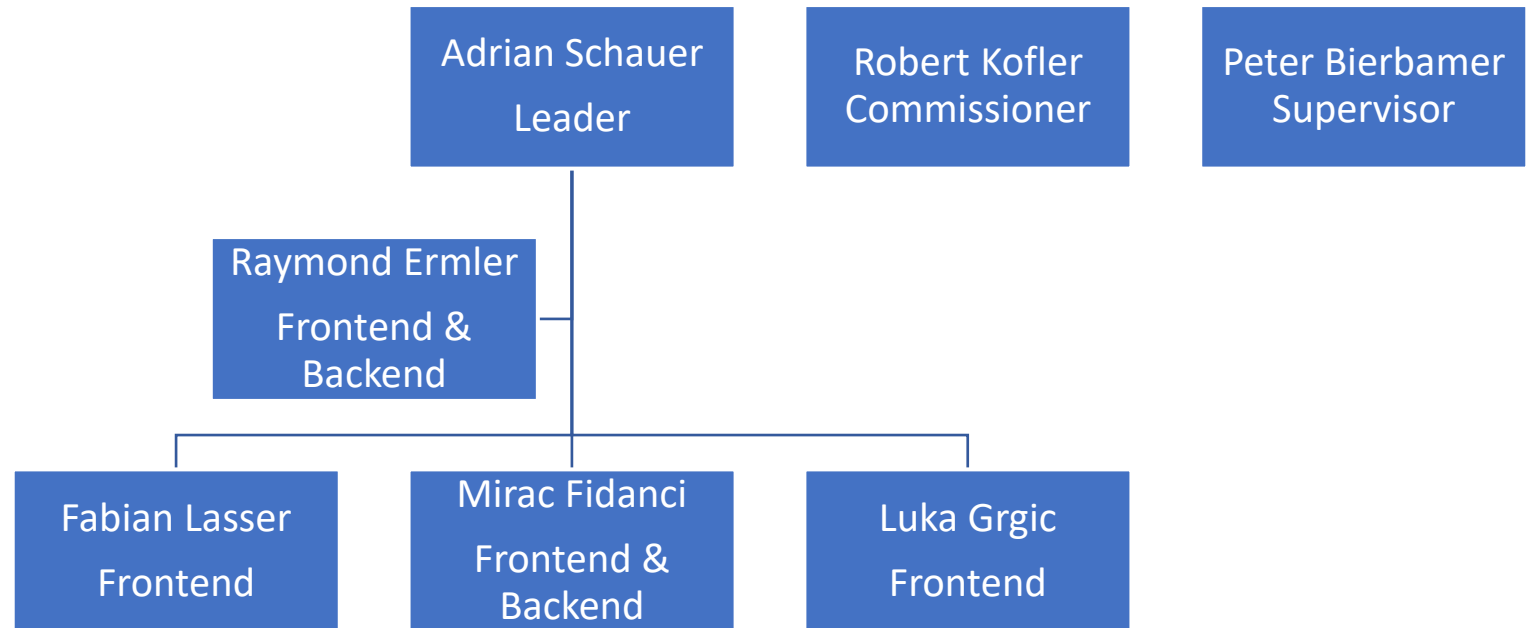 Adrian Schauer
Leader
Robert Kofler
Commissioner
Peter Bierbamer
Supervisor
Raymond Ermler
Frontend &
Backend
Fabian Lasser
Frontend
Mirac Fidanci
Frontend &
Backend
Luka Grgic
Frontend